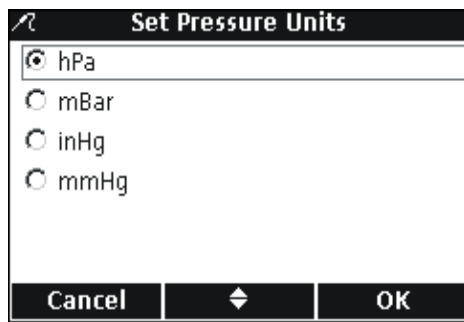 Set Pressure Units
hPa
mBar
inHg
mmHg
Cancel OK